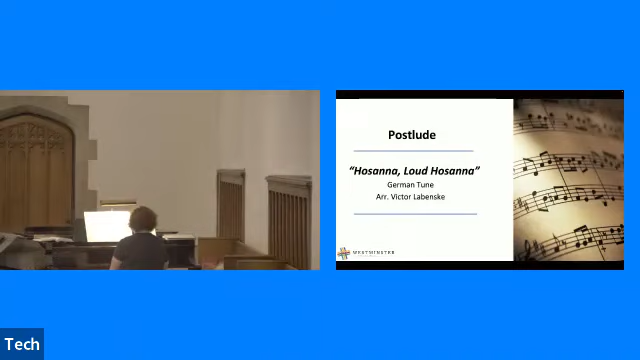 Postlude
“Hosanna, Loud Hosanna”
German Tune
Arr. Victor Labenske
WESTMINSTER
Tech